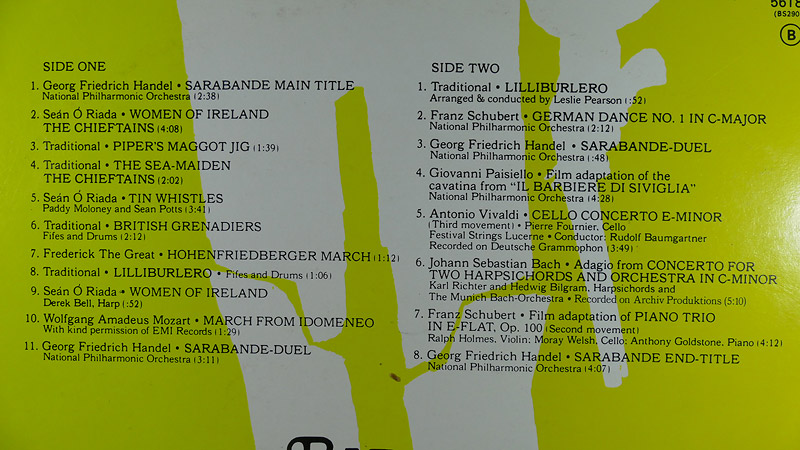 5618
(BS290
B
SIDE ONE
1. Georg Friedrich Handel • SARABANDE MAIN TITLE
National Philharmonic Orchestra (2:38)
2. Seán Ó Riada • WOMEN OF IRELAND
THE CHIEFTAINS (4:08)
3. Traditional • PIPER'S MAGGOT JIG (1:39)
4. Traditional • THE SEA-MAIDEN
THE CHIEFTAINS (2:02)
5. Seán Ó Riada • TIN WHISTLES
Paddy Moloney and Sean Potts (3:41)
6. Traditional • BRITISH GRENADIERS
Fifes and Drums (2:12)
7. Frederick The Great • HOHENFRIEDBERGER MARCH (1:12)
8. Traditional • LILLIBURLERO • Fifes and Drums (1:06)
9. Seán Ó Riada • WOMEN OF IRELAND
Derek Bell, Harp (:52)
10. Wolfgang Amadeus Mozart • MARCH FROM IDOMENEO
With kind permission of EMI Records (1:29)
11. Georg Friedrich Handel • SARABANDE-DUEL
National Philharmonic Orchestra (3:11)
SIDE TWO
1. Traditional • LILLIBURLERO
Arranged & conducted by Leslie Pearson (:52)
2. Franz Schubert • GERMAN DANCE NO. 1 IN C-MAJOR
National Philharmonic Orchestra (2:12)
3. Georg Friedrich Handel • SARABANDE-DUEL
National Philharmonic Orchestra (:48)
4. Giovanni Paisiello • Film adaptation of the
cavatina from "IL BARBIERE DI SIVIGLIA"
National Philharmonic Orchestra (4:28)
5. Antonio Vivaldi • CELLO CONCERTO E-MINOR
(Third movement) • Pierre Fournier, Cello
Festival Strings Lucerne • Conductor: Rudolf Baumgartner
Recorded on Deutsche Grammophon (3:49)
6. Johann Sebastian Bach • Adagio from CONCERTO FOR
TWO HARPSICHORDS AND ORCHESTRA IN C-MINOR
Karl Richter and Hedwig Bilgram, Harpsichords and
The Munich Bach-Orchestra • Recorded on Archiv Produktions (5:10)
7. Franz Schubert • Film adaptation of PIANO TRIO
IN E-FLAT, Op. 100 (Second movement)
Ralph Holmes, Violin: Moray Welsh, Cello: Anthony Goldstone, Piano (4:12)
8. Georg Friedrich Handel • SARABANDE END-TITLE
National Philharmonic Orchestra (4:07)